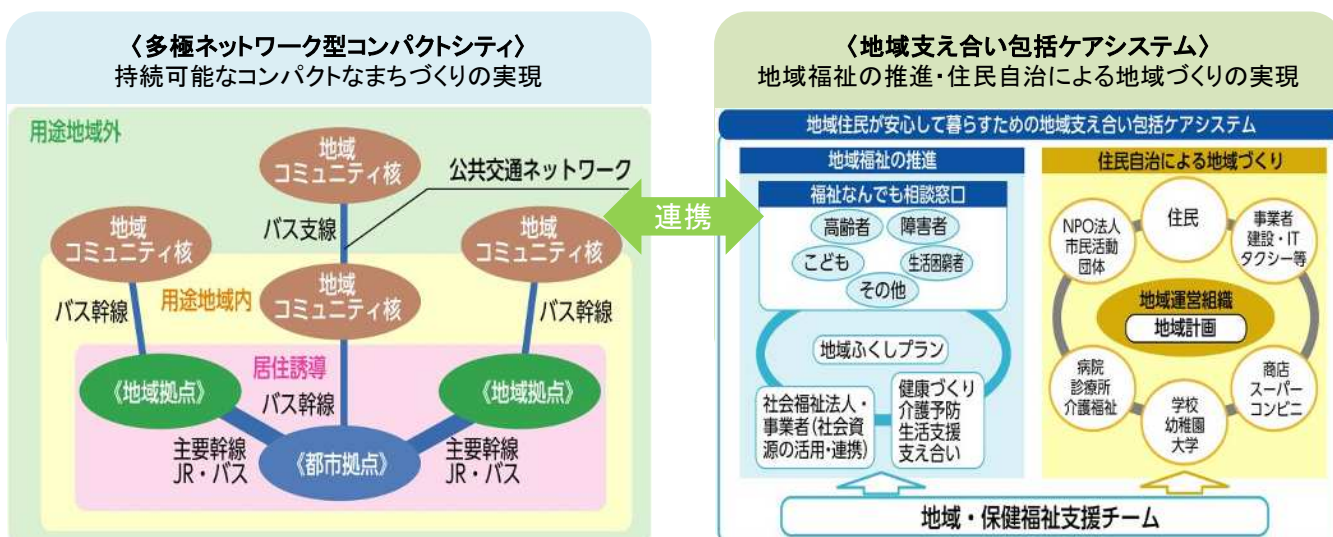 〈多極ネットワーク型コンパクトシティ〉
持続可能なコンパクトなまちづくりの実現
用途地域外
地域
コミュニティ核
公共交通ネットワーク
バス支線
地域
コミュニティ核
地域
コミュニティ核
用途地域内
地域
コミュニティ核
バス幹線
バス幹線
居住誘導
《地域拠点》
バス幹線
《地域拠点》
主要幹線
JR・バス
《都市拠点》
主要幹線
JR・バス
連携
〈地域支え合い包括ケアシステム〉
地域福祉の推進・住民自治による地域づくりの実現
地域住民が安心して暮らすための地域支え合い包括ケアシステム
地域福祉の推進
福祉なんでも相談窓口
高齢者
障害者
こども
生活困窮者
その他
地域ふくしプラン
社会福祉法人・
事業者(社会資
源の活用・連携)
健康づくり
介護予防
生活支援
支え合い
住民自治による地域づくり
住民
NPO法人
市民活動
団体
事業者
建設・IT
タクシー等
地域運営組織
地域計画
病院
診療所
介護福祉
学校
幼稚園
大学
商店
スーパー
コンビニ
地域・保健福祉支援チーム